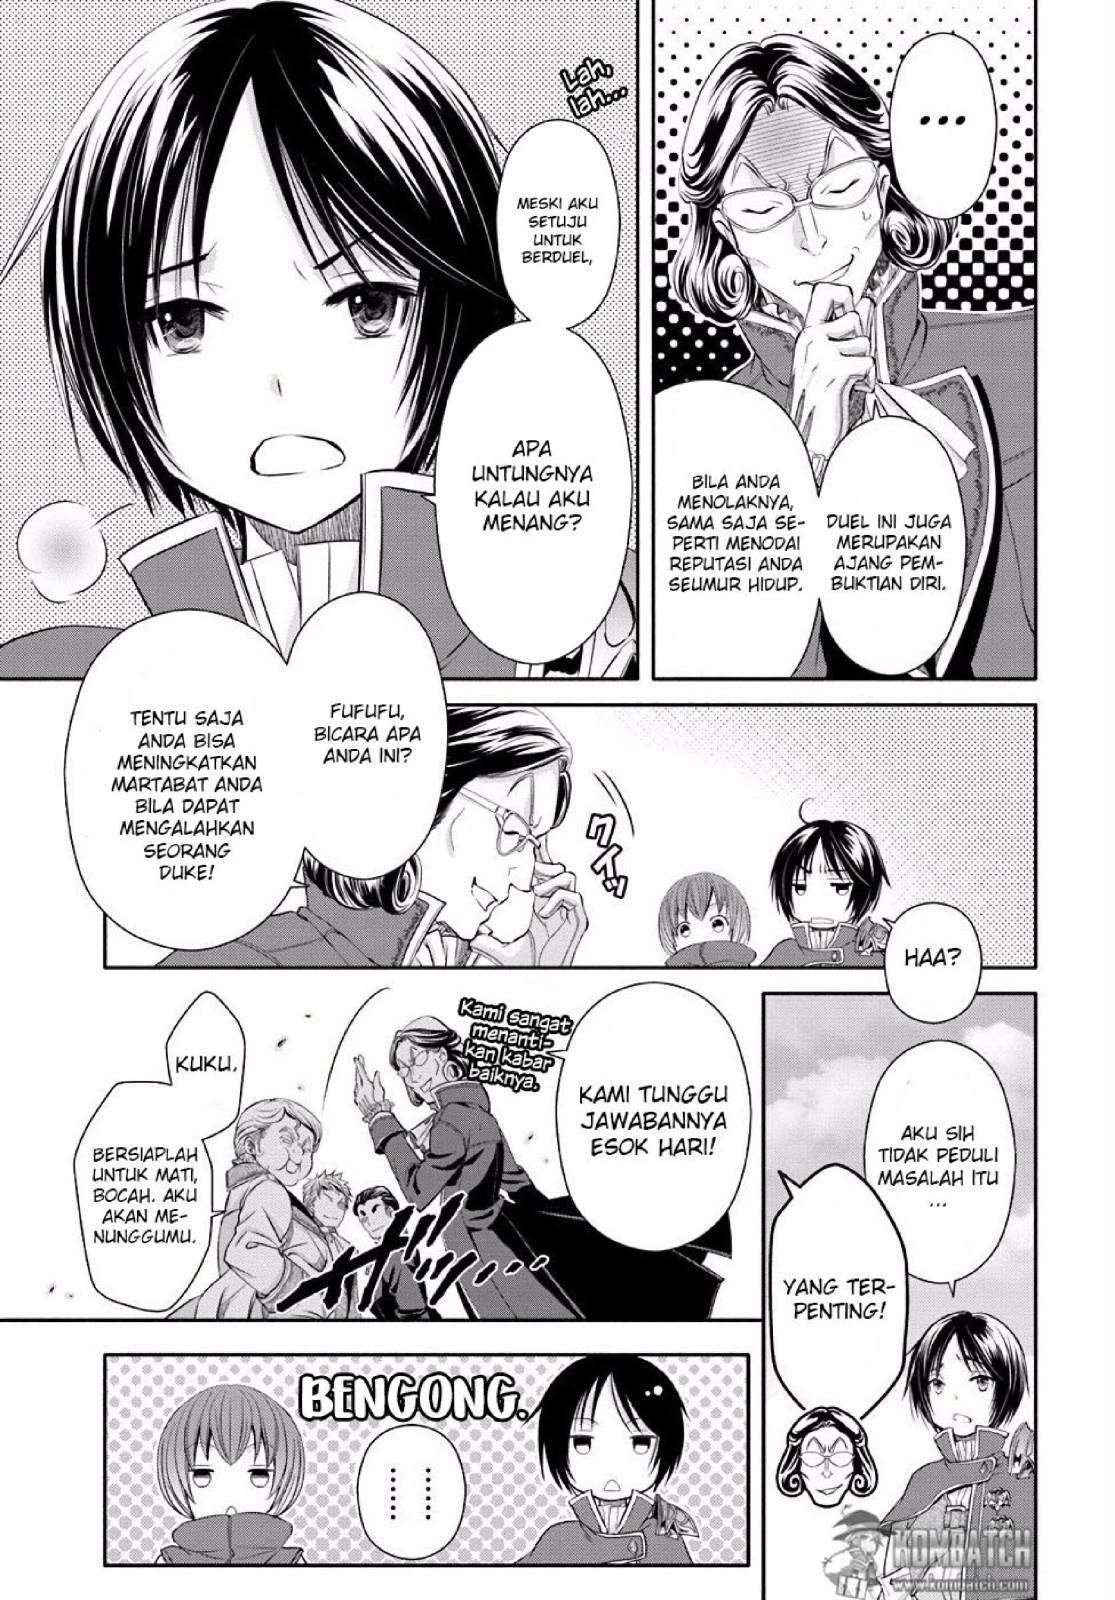 ...
DUEL INI JUGA
MERUPAKAN
AJANG PEM-
BUKTIAN DIRI.
BILA ANDA
MENOLAKNYA,
SAMA SAJA SE-
PERTI MENODAI
REPUTASI ANDA
SEUMUR HIDUP.
Lah,
lah...
MESKI AKU
SETUJU
UNTUK
BERDUEL,
APA
UNTUNGNYA
KALAU AKU
MENANG?
HAA?
クイッ
FUFUFU,
BICARA APA
ANDA INI?
TENTU SAJA
ANDA BISA
MENINGKATKAN
MARTABAT ANDA
BILA DAPAT
MENGALAHKAN
SEORANG
DUKE!
AKU SIH
TIDAK PEDULI
MASALAH ITU
...
YANG TER-
PENTING!
KAMI TUNGGU
JAWABANNYA
ESOK HARI!
Kami sangat
menanti-
kan kabar
baiknya.
KUKU.
BERSIAPLAH
UNTUK MATI,
BOCAH. AKU
AKAN ME-
NUNGGUMU.
BENGONG.
......
KOMBATCH
www.kombatch.com